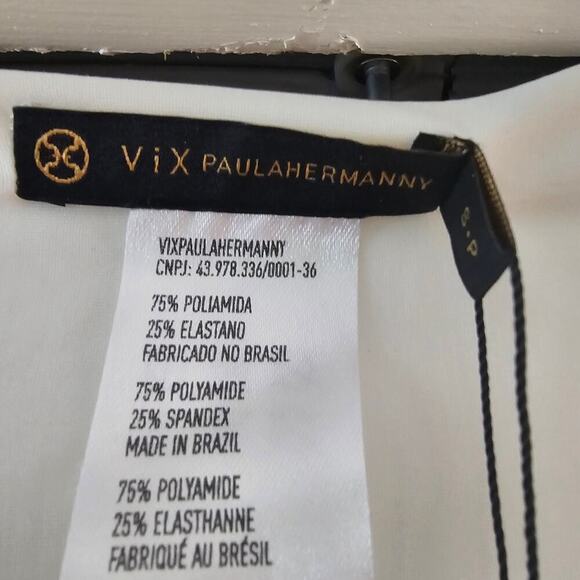 ViX PAULAHERMANNY
S•P
VIXPAULAHERMANNY
CNPJ: 43.978.336/0001-36
75% POLIAMIDA
25% ELASTANO
FABRICADO NO BRASIL
75% POLYAMIDE
25% SPANDEX
MADE IN BRAZIL
75% POLYAMIDE
25% ELASTHANNE
FABRIQUÉ AU BRÉSIL